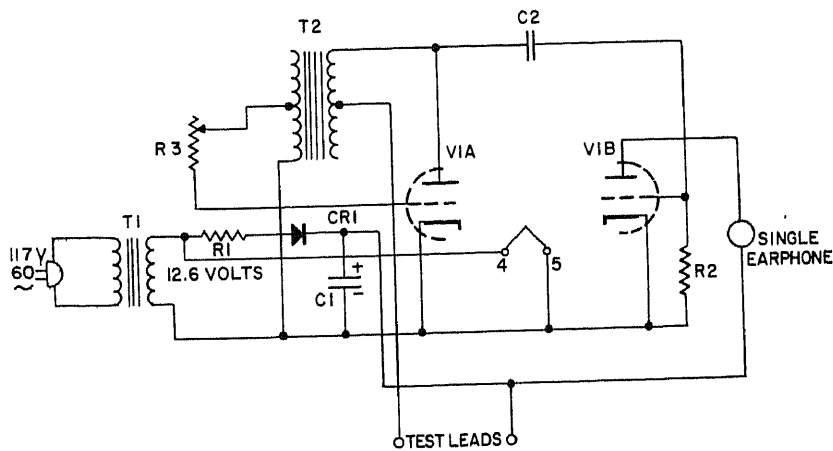 T2
C2
R3
V1A
V1B
T1
CR1
117V
60
~
R1
12.6 VOLTS
C1
+
-
4
5
R2
SINGLE
EARPHONE
TEST LEADS